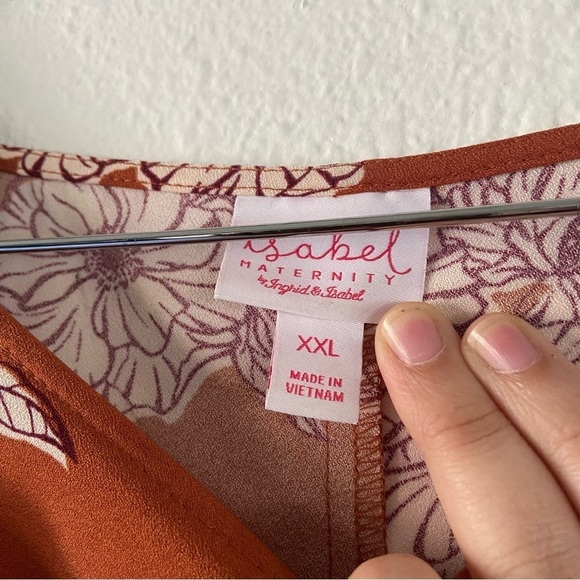 isabel
MATERNITY
by Ingrid & Isabel
XXL
MADE IN
VIETNAM